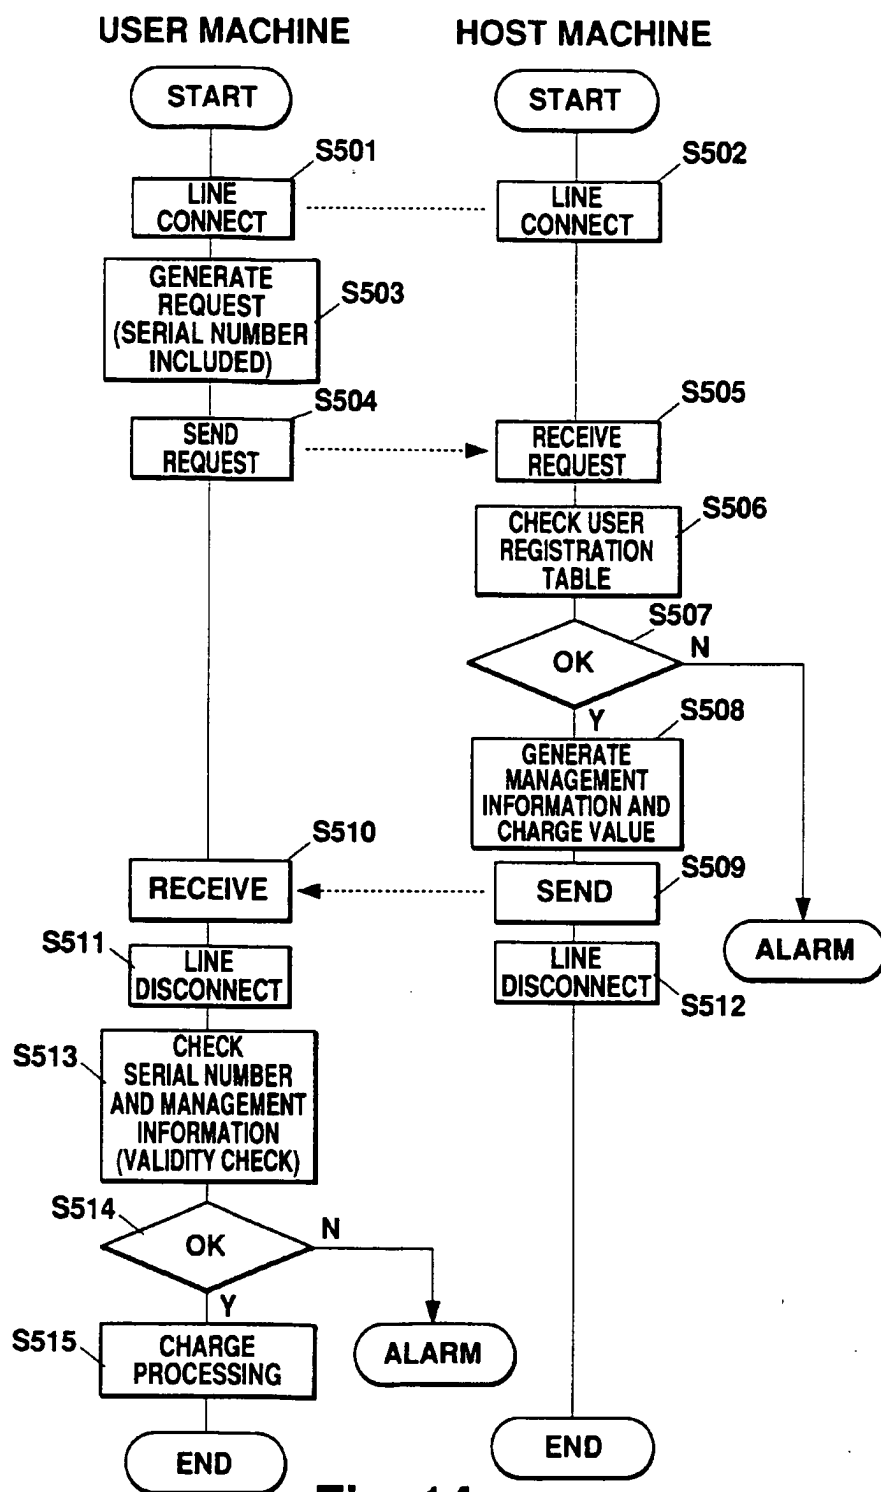 USER MACHINE
HOST MACHINE
START
START
S501
S502
LINE
CONNECT
LINE
CONNECT
GENERATE
REQUEST
(SERIAL NUMBER
INCLUDED)
S503
S504
S505
SEND
REQUEST
RECEIVE
REQUEST
S506
CHECK USER
REGISTRATION
TABLE
S507
OK
N
Y
S508
GENERATE
MANAGEMENT
INFORMATION AND
CHARGE VALUE
S510
S509
RECEIVE
SEND
S511
ALARM
LINE
DISCONNECT
LINE
DISCONNECT
S512
S513
CHECK
SERIAL NUMBER
AND MANAGEMENT
INFORMATION
(VALIDITY CHECK)
S514
OK
N
Y
S515
CHARGE
PROCESSING
ALARM
END
END